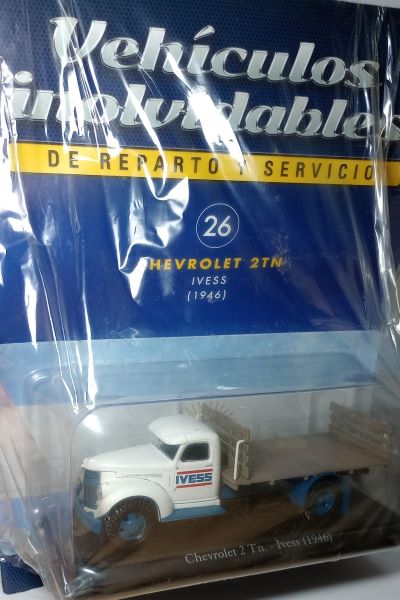 Vehículos
inolvidables
DE REPARTO Y SERVICIO
26
CHEVROLET 2TN
IVESS
(1946)
IVESS
Chevrolet 2 Tn. - Ivess (1946)